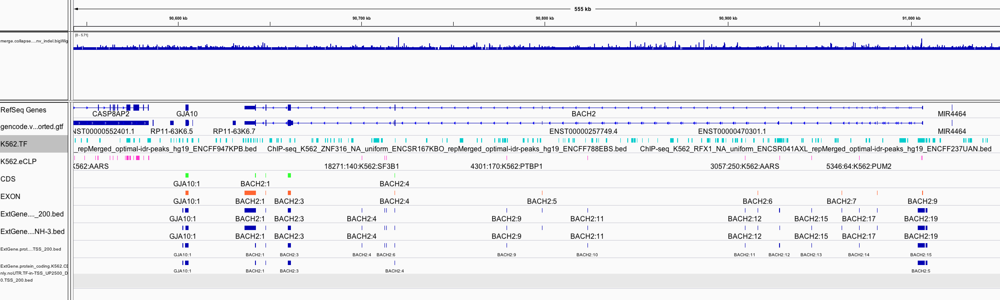 555 kb
90,600 kb 90,700 kb 90,800 kb 90,900 kb 91,000 kb
[0 - 5.71]
merge.collapse....nv_indel.bigWig
RefSeq Genes
CASP8AP2 GJA10 BACH2 MIR4464
gencode.v...orted.gtf
NST00000552401.1 RP11-63K6.5 RP11-63K6.7 ENST00000257749.4 ENST00000470301.1 MIR4464
K562.TF
_repMerged_optimal-idr-peaks_hg19_ENCFF947KPB.bed ChIP-seq_K562_ZNF316_NA_uniform_ENCSR167KBO_repMerged_optimal-idr-peaks_hg19_ENCFF788EBS.bed ChIP-seq_K562_RFX1_NA_uniform_ENCSR041AXL_repMerged_optimal-idr-peaks_hg19_ENCFF237UAN.bed
K562.eCLP
K562:AARS 18271:140:K562:SF3B1 4301:170:K562:PTBP1 3057:250:K562:AARS 5346:64:K562:PUM2
CDS
GJA10:1 BACH2:1 BACH2:4
EXON
GJA10:1 BACH2:1 BACH2:3 BACH2:4 BACH2:5 BACH2:6 BACH2:7 BACH2:9
ExtGene...._200.bed
GJA10:1 BACH2:1 BACH2:3 BACH2:4 BACH2:9 BACH2:11 BACH2:12 BACH2:15 BACH2:17 BACH2:19
ExtGene....NH-3.bed
GJA10:1 BACH2:1 BACH2:3 BACH2:4 BACH2:9 BACH2:11 BACH2:12 BACH2:15 BACH2:17 BACH2:19
ExtGene.prot....TSS_200.bed
GJA10:1 BACH2:1 BACH2:3 BACH2:4 BACH2:6 BACH2:9 BACH2:10 BACH2:11 BACH2:12 BACH2:13 BACH2:14 BACH2:15
ExtGene.protein_coding.K562.CD
GJA10:1 BACH2:1 BACH2:3 BACH2:4 BACH2:5
nly.noUTR.TF-in-TSS_UP2500_D
0.TSS_200.bed